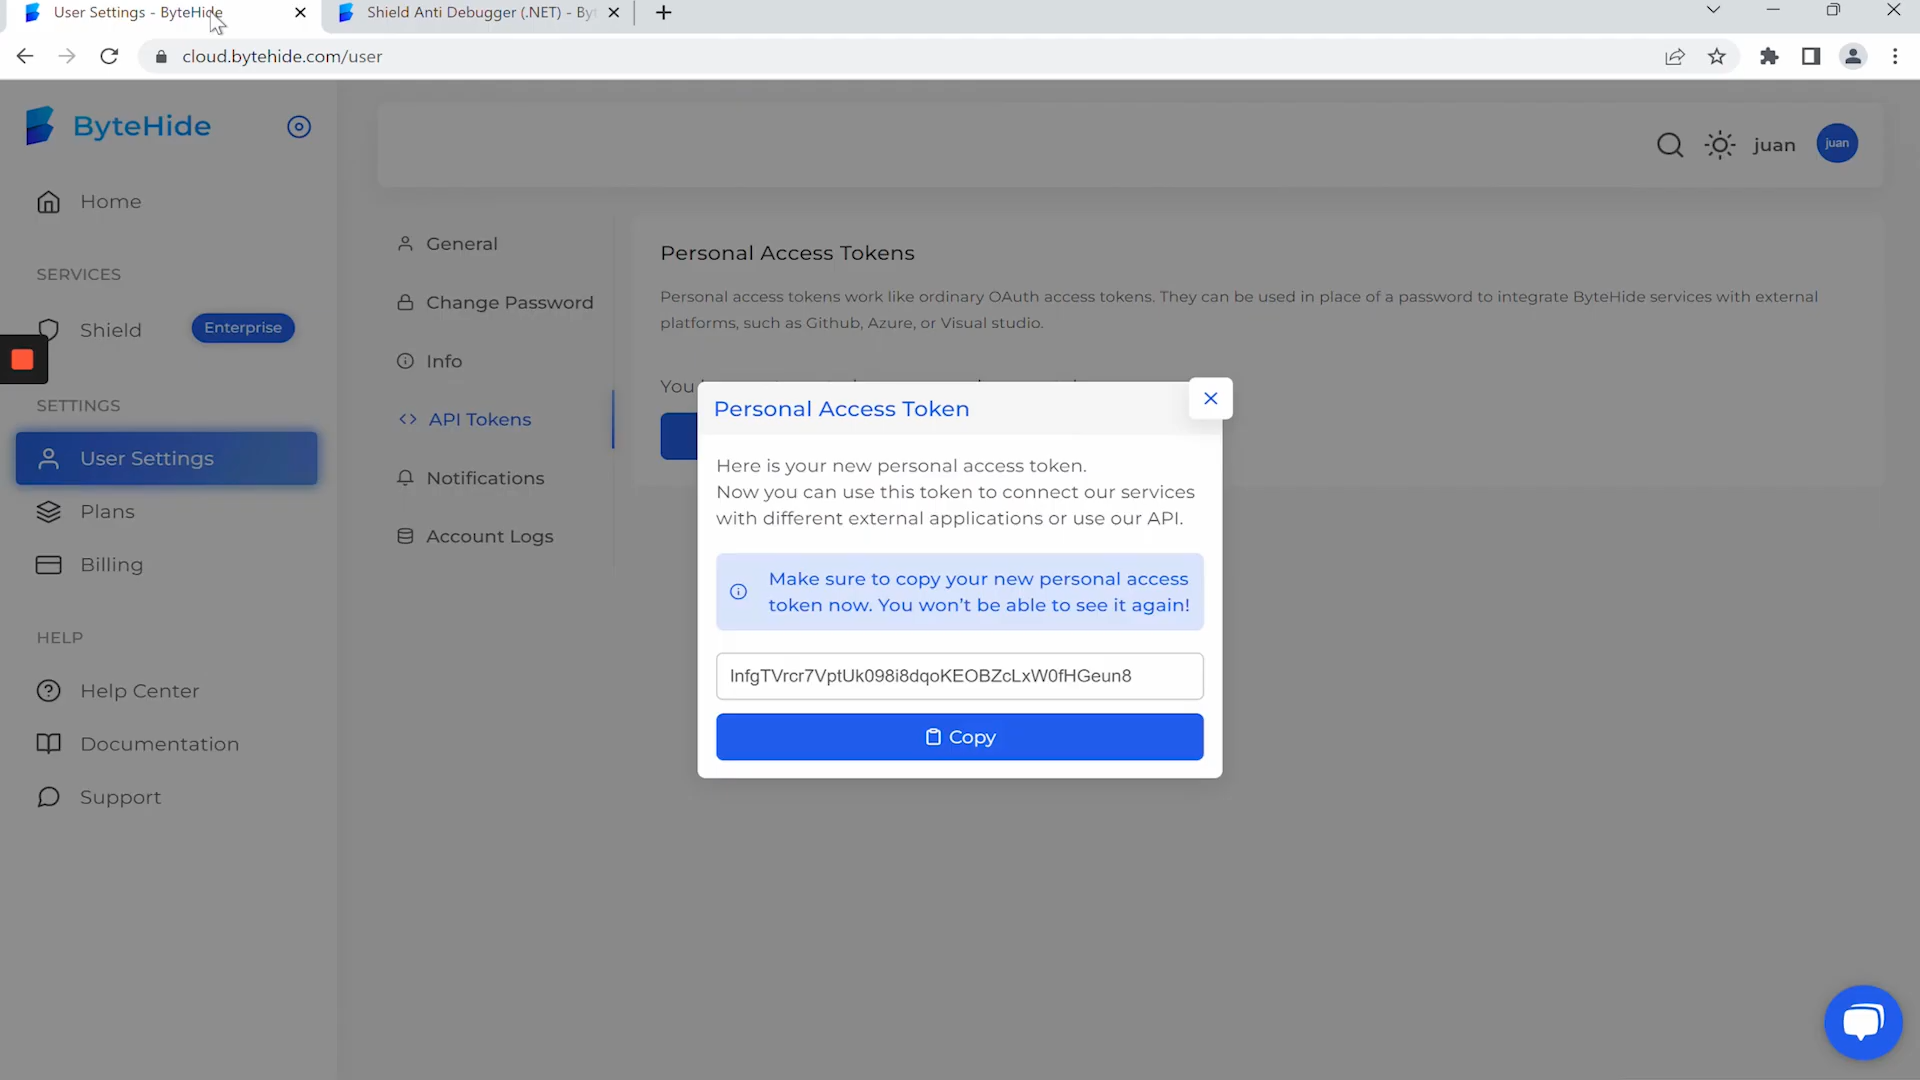 User Settings - ByteHide
Shield Anti Debugger (.NET) - By
cloud.bytehide.com/user
ByteHide
juan
juan
Home
SERVICES
Shield
Enterprise
SETTINGS
User Settings
Plans
Billing
HELP
Help Center
Documentation
Support
General
Change Password
Info
API Tokens
Notifications
Account Logs
Personal Access Tokens
Personal access tokens work like ordinary OAuth access tokens. They can be used in place of a password to integrate ByteHide services with external
platforms, such as Github, Azure, or Visual studio.
You
Personal Access Token
Here is your new personal access token.
Now you can use this token to connect our services
with different external applications or use our API.
Make sure to copy your new personal access
token now. You won't be able to see it again!
InfgTVrcr7VptUk098i8dqoKEOBZcLxW0fHGeun8
Copy